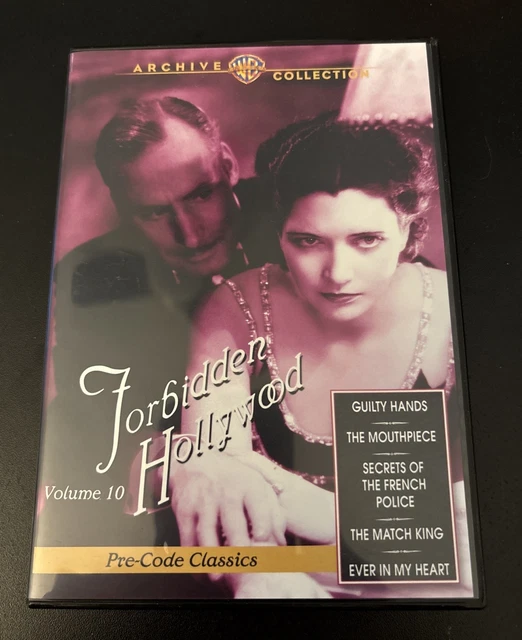 ARCHIVE WB COLLECTION
Forbidden
Hollywood
Volume 10
Pre-Code Classics
GUILTY HANDS
THE MOUTHPIECE
SECRETS OF
THE FRENCH
POLICE
THE MATCH KING
EVER IN MY HEART